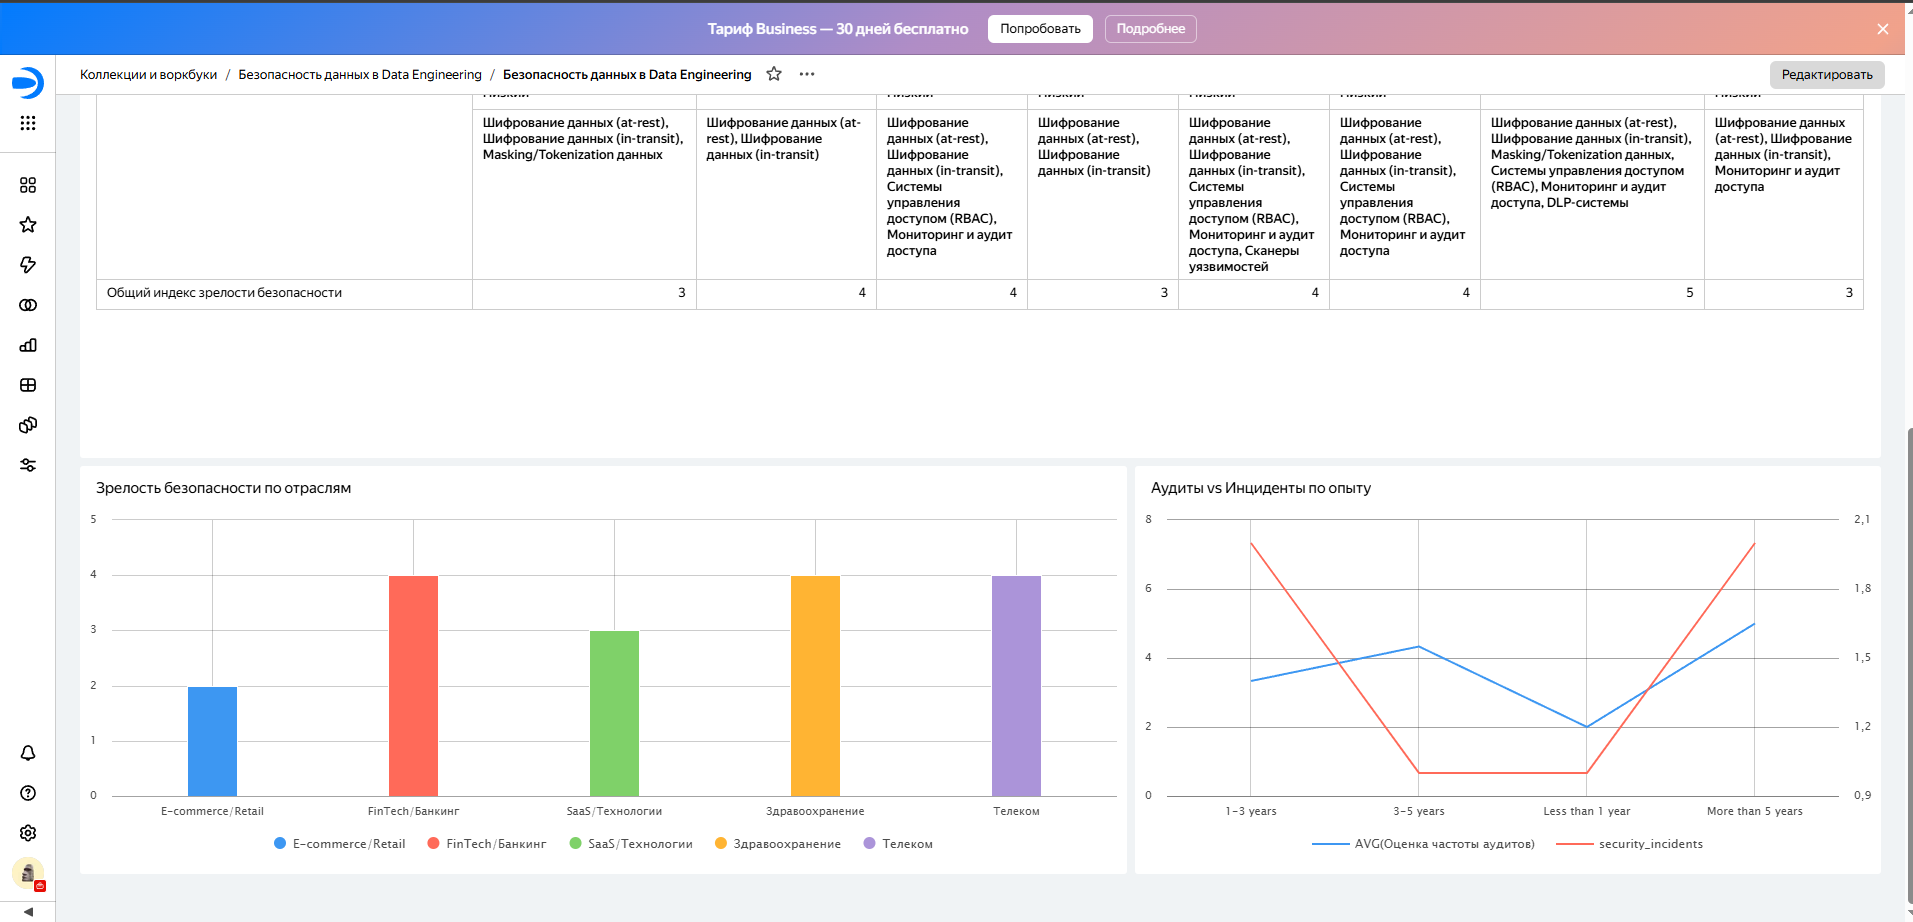 Тариф Business — 30 дней бесплатно
Попробовать
Подробнее
Коллекции и воркбуки / Безопасность данных в Data Engineering / Безопасность данных в Data Engineering
Редактировать
Шифрование данных (at-rest),
Шифрование данных (in-transit),
Masking/Tokenization данных
Шифрование данных (at-
rest), Шифрование
данных (in-transit)
Шифрование
данных (at-rest),
Шифрование
данных (in-transit),
Системы
управления
доступом (RBAC),
Мониторинг и аудит
доступа
Шифрование
данных (at-rest),
Шифрование
данных (in-transit)
Шифрование
данных (at-rest),
Шифрование
данных (in-transit),
Системы
управления
доступом (RBAC),
Мониторинг и аудит
доступа, Сканеры
уязвимостей
Шифрование
данных (at-rest),
Шифрование
данных (in-transit),
Системы
управления
доступом (RBAC),
Мониторинг и аудит
доступа
Шифрование данных (at-rest),
Шифрование данных (in-transit),
Masking/Tokenization данных,
Системы управления доступом
(RBAC), Мониторинг и аудит
доступа, DLP-системы
Шифрование данных
(at-rest), Шифрование
данных (in-transit),
Мониторинг и аудит
доступа
Общий индекс зрелости безопасности 3 4 4 3 4 4 5 3
Зрелость безопасности по отраслям
5
4
3
2
1
0
E-commerce/Retail
FinTech/Банкинг
SaaS/Технологии
Здравоохранение
Телеком
E-commerce/Retail
FinTech/Банкинг
SaaS/Технологии
Здравоохранение
Телеком
Аудиты vs Инциденты по опыту
8
6
4
2
0
2,1
1,8
1,5
1,2
0,9
1-3 years
3-5 years
Less than 1 year
More than 5 years
AVG(Оценка частоты аудитов)
security_incidents